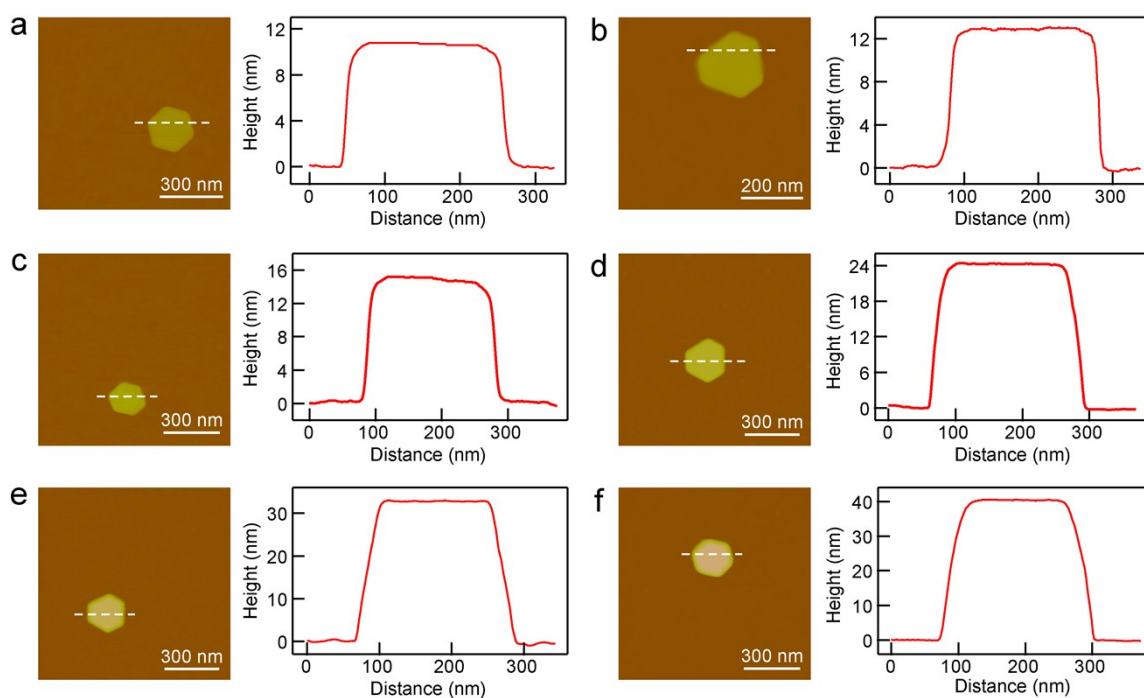 a
300 nm
Height (nm)
12
8
4
0
0 100 200 300
Distance (nm)
b
200 nm
Height (nm)
12
8
4
0
0 100 200 300
Distance (nm)
c
300 nm
Height (nm)
16
12
8
4
0
0 100 200 300
Distance (nm)
d
300 nm
Height (nm)
24
18
12
6
0
0 100 200 300
Distance (nm)
e
300 nm
Height (nm)
30
20
10
0
0 100 200 300
Distance (nm)
f
300 nm
Height (nm)
40
30
20
10
0
0 100 200 300
Distance (nm)